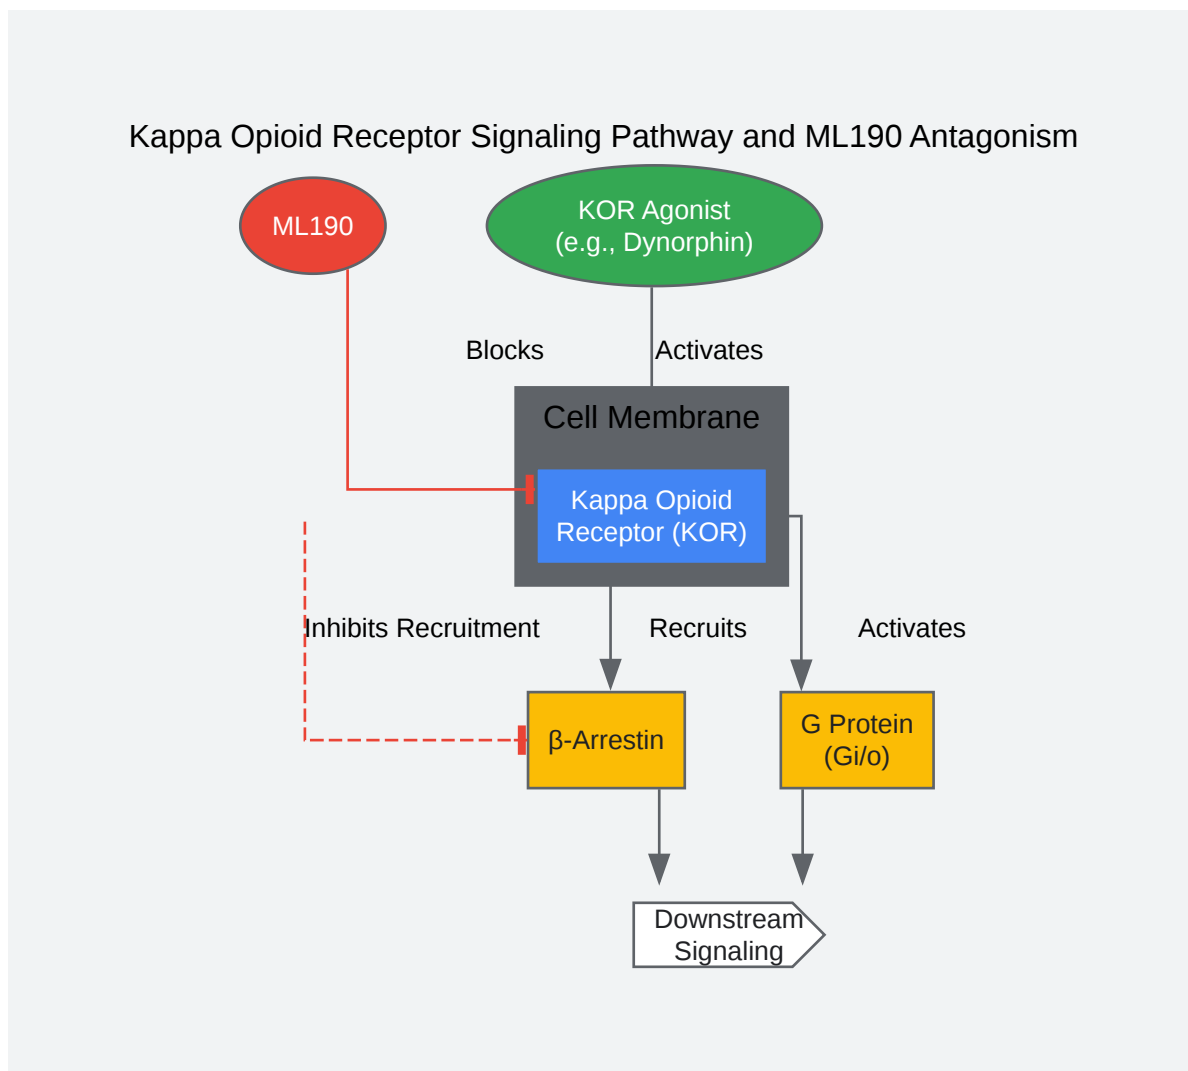 Kappa Opioid Receptor Signaling Pathway and ML190 Antagonism
ML190
KOR Agonist
(e.g., Dynorphin)
Blocks
Activates
Cell Membrane
Kappa Opioid
Receptor (KOR)
Inhibits Recruitment
Recruits
Activates
β-Arrestin
G Protein
(Gi/o)
Downstream
Signaling